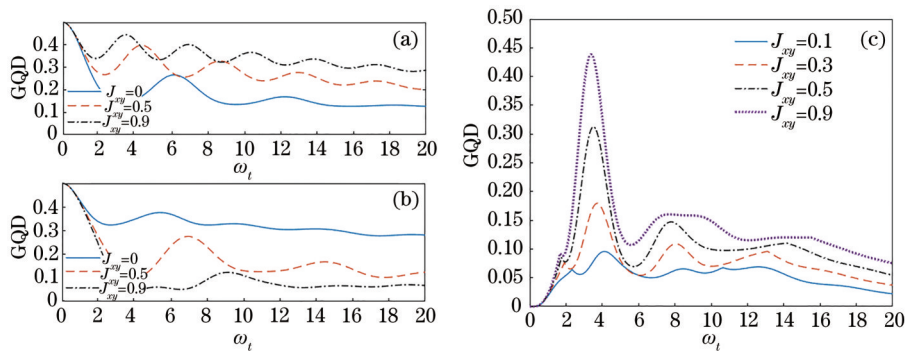 (a)
GQD
0.4
0.3
0.2
0.1
0
J_xy=0
J_xy=0.5
J_xy=0.9
0 2 4 6 8 10 12 14 16 18 20
ω_t
(b)
GQD
0.4
0.3
0.2
0.1
0
J_xy=0
J_xy=0.5
J_xy=0.9
0 2 4 6 8 10 12 14 16 18 20
ω_t
(c)
GQD
0.50
0.45
0.40
0.35
0.30
0.25
0.20
0.15
0.10
0.05
0
J_xy=0.1
J_xy=0.3
J_xy=0.5
J_xy=0.9
0 2 4 6 8 10 12 14 16 18 20
ω_t